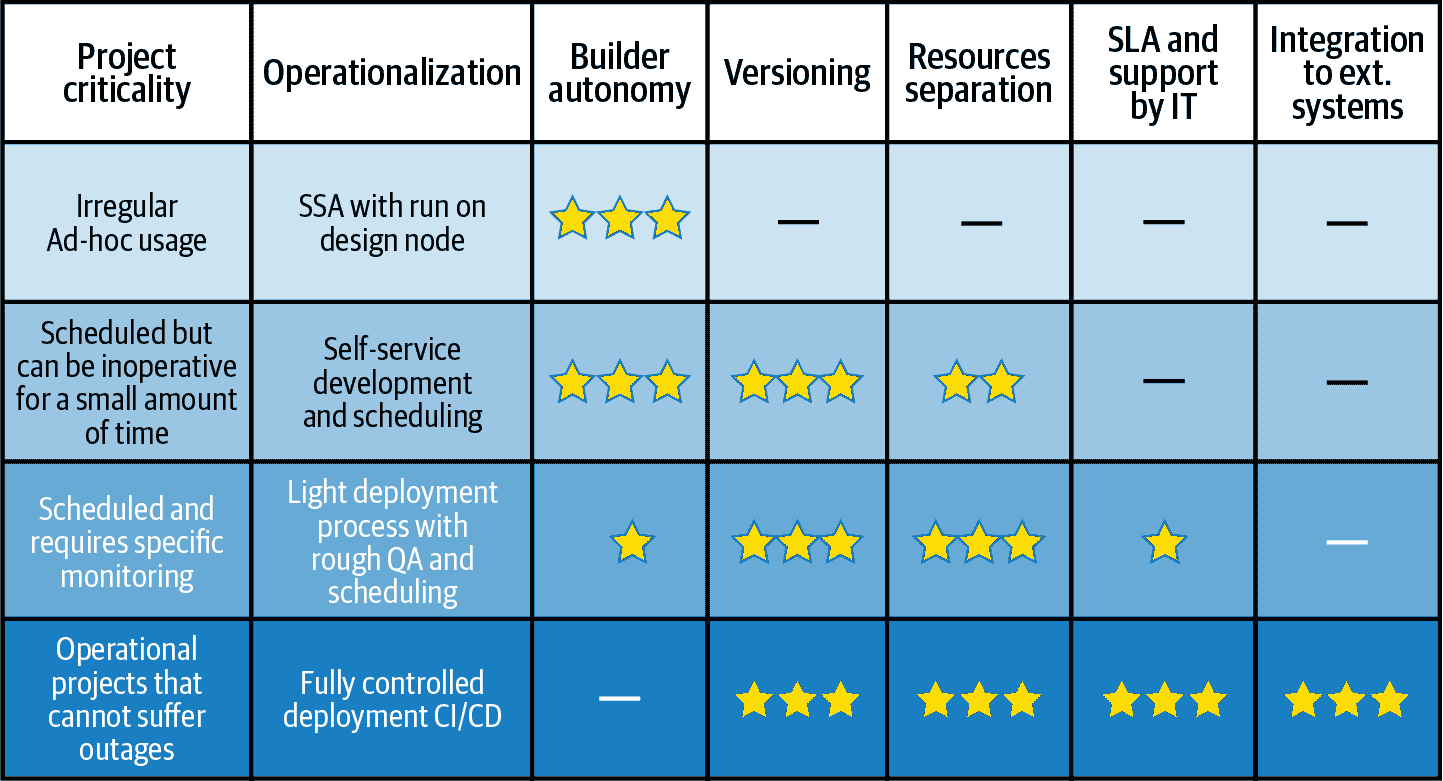 Project
criticality
Operationalization
Builder
autonomy
Versioning
Resources
separation
SLA and
support
by IT
Integration
to ext.
systems
Irregular
Ad-hoc usage
SSA with run on
design node
—
—
—
—
Scheduled but
can be inoperative
for a small amount
of time
Self-service
development
and scheduling
—
—
Scheduled and
requires specific
monitoring
Light deployment
process with
rough QA and
scheduling
—
Operational
projects that
cannot suffer
outages
Fully controlled
deployment CI/CD
—